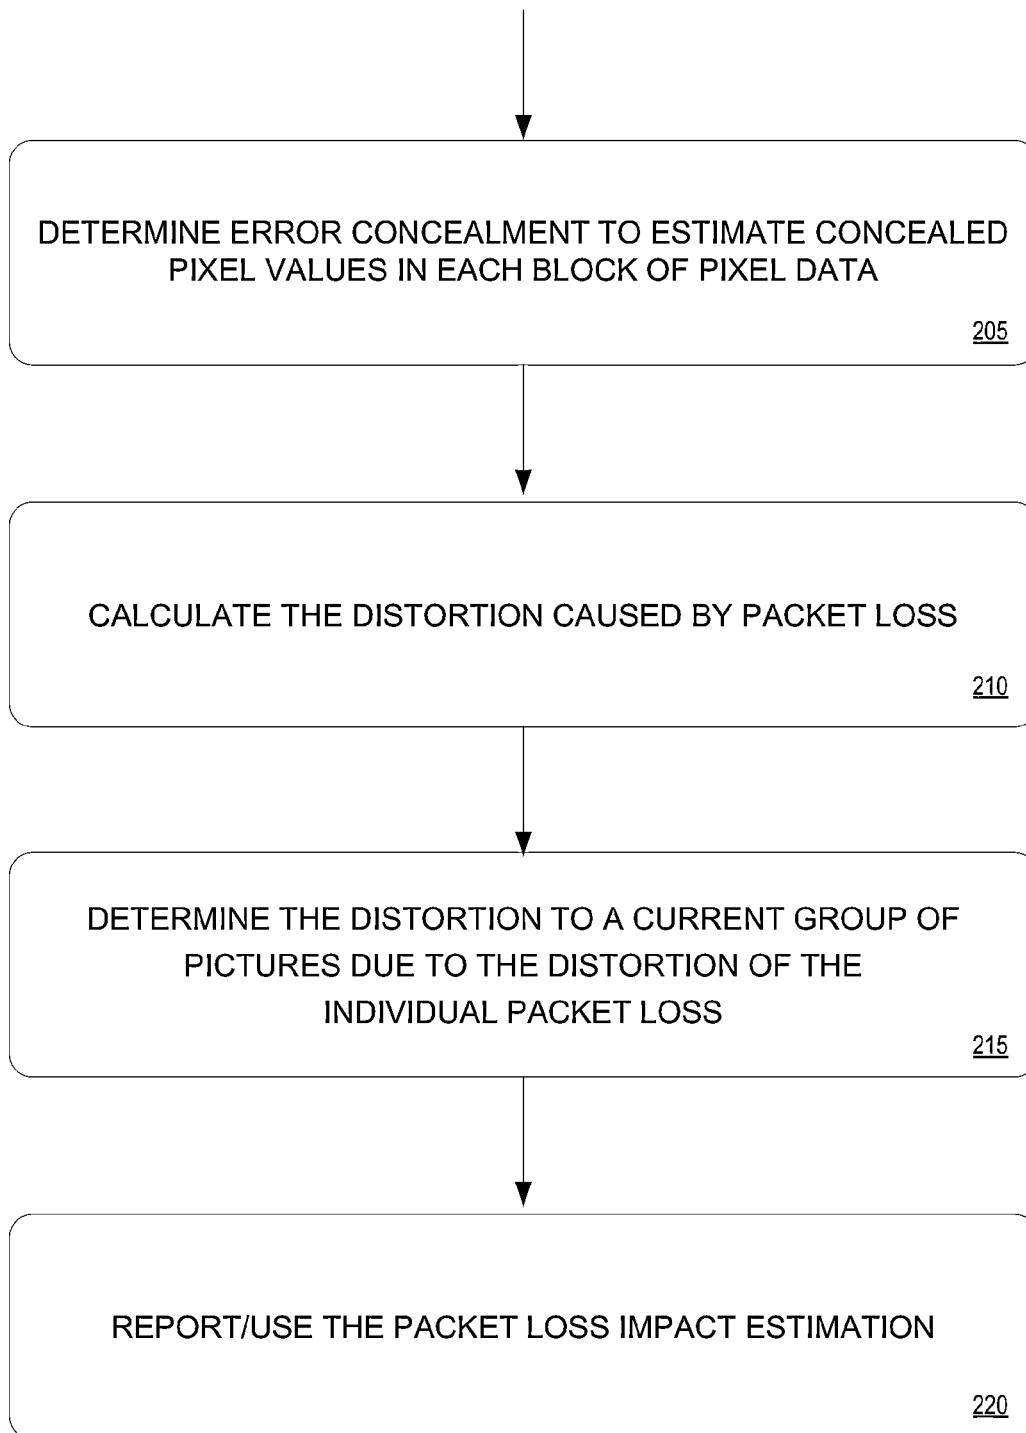 DETERMINE ERROR CONCEALMENT TO ESTIMATE CONCEALED
PIXEL VALUES IN EACH BLOCK OF PIXEL DATA
205
CALCULATE THE DISTORTION CAUSED BY PACKET LOSS
210
DETERMINE THE DISTORTION TO A CURRENT GROUP OF
PICTURES DUE TO THE DISTORTION OF THE
INDIVIDUAL PACKET LOSS
215
REPORT/USE THE PACKET LOSS IMPACT ESTIMATION
220